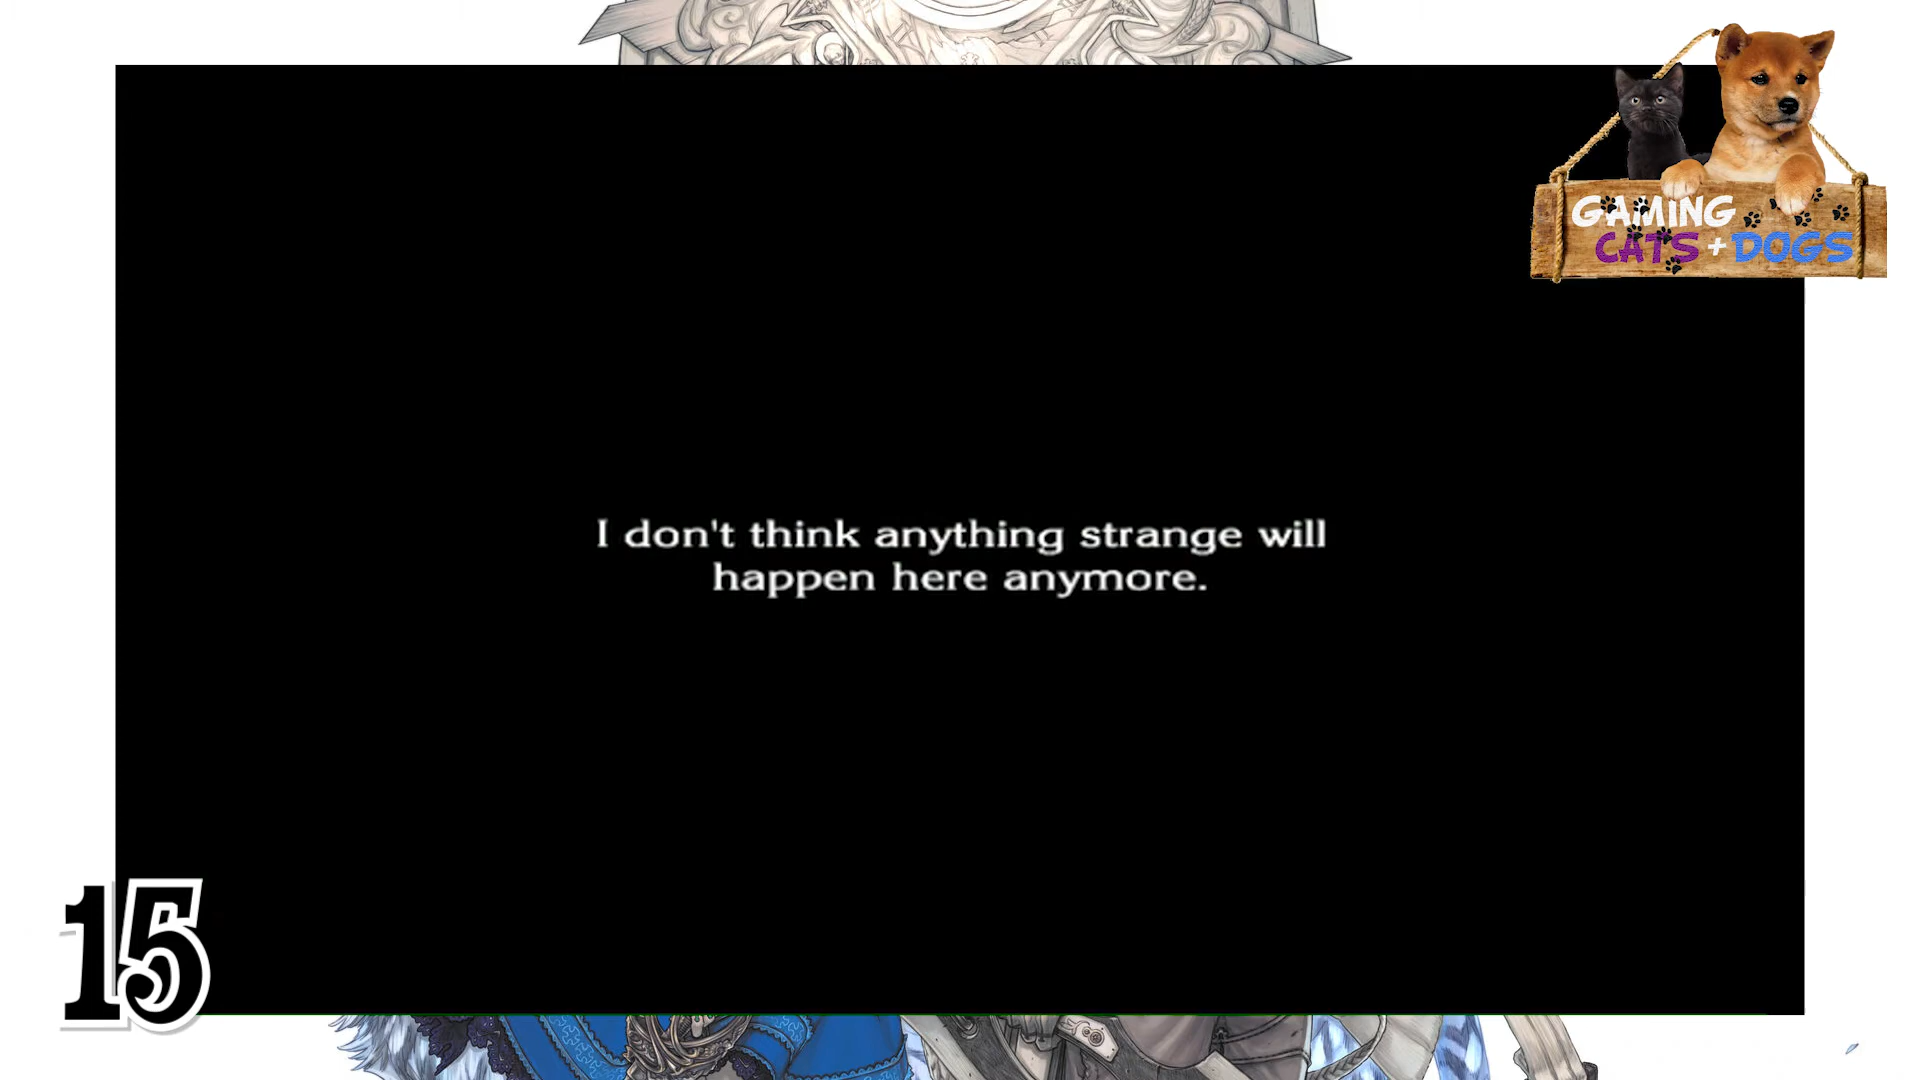 GAMING
CATS + DOGS
I don't think anything strange will
happen here anymore.
15